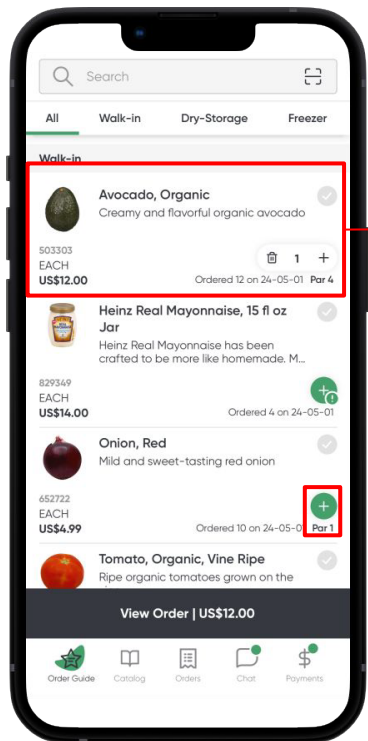 Search
All Walk-in Dry-Storage Freezer
Walk-in
Avocado, Organic
Creamy and flavorful organic avocado
503303
EACH
1
US$12.00
Ordered 12 on 24-05-01 Par 4
Heinz Real Mayonnaise, 15 fl oz
Jar
Heinz Real Mayonnaise has been
crafted to be more like homemade. M...
829349
EACH
US$14.00
Ordered 4 on 24-05-01
Onion, Red
Mild and sweet-tasting red onion
652722
EACH
US$4.99
Ordered 10 on 24-05-0 Par 1
Tomato, Organic, Vine Ripe
Ripe organic tomatoes grown on the
View Order | US$12.00
Order Guide Catalog Orders Chat Payments